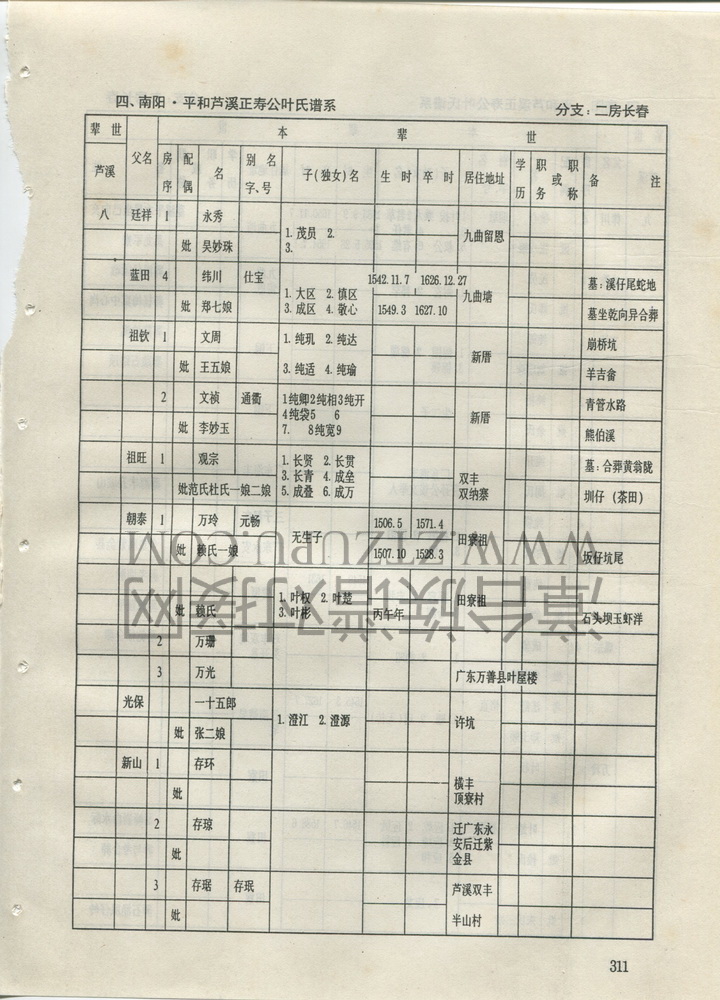 四、南阳·平和芦溪正寿公叶氏谱系 分支：二房长春
辈世 本 辈 世
芦溪 父名 房序 配偶 名 别名字、号 子(独女)名 生时 卒时 居住地址 学历 职务或职称 备注
八 廷祥 1 永秀 1.茂员 2. 九曲留恩
妣 吴妙珠 3.
蓝田 4 纬川 仕宝 1.大区 2.慎区 1542.11.7 1626.12.27 九曲塘 墓:溪仔尾蛇地
妣 郑七娘 3.成区 4.敬心 1549.3 1627.10 墓坐乾向异合葬
祖钦 1 文周 1.纯玑 2.纯达 新厝 崩桥坑
妣 王五娘 3.纯适 4.纯瑜 羊吉畲
2 文祯 通衢 1纯卿2纯相3纯开 新厝 青管水路
4纯袋5 6
妣 李妙玉 7. 8纯宽9 熊伯溪
祖旺 1 观宗 1.长贤 2.长贯 双丰 墓:合葬黄翁陇
3.长青 4.成垒
妣范氏杜氏一娘二娘 5.成叠 6.成万 双纳寨 圳仔（茶田）
朝泰 1 万玲 元畅 无生子 1506.5 1571.4 田寮祖
妣 赖氏一娘 1507.10 1528.3 坂仔坑尾
1.叶权 2.叶楚 田寮祖
妣 赖氏 3.叶彬 丙午年 石头坝玉虾洋
2 万珊
3 万光 广东万善县叶屋楼
光保 一十五郎 1.澄江 2.澄源 许坑
妣 张二娘
新山 1 存环 横丰
妣 顶寮村
2 存琼 迁广东永
安后迁紫
妣 金县
3 存琚 存珉 芦溪双丰
妣 半山村
311
WWW.ZTZUPU.COM
漳台族谱对接网